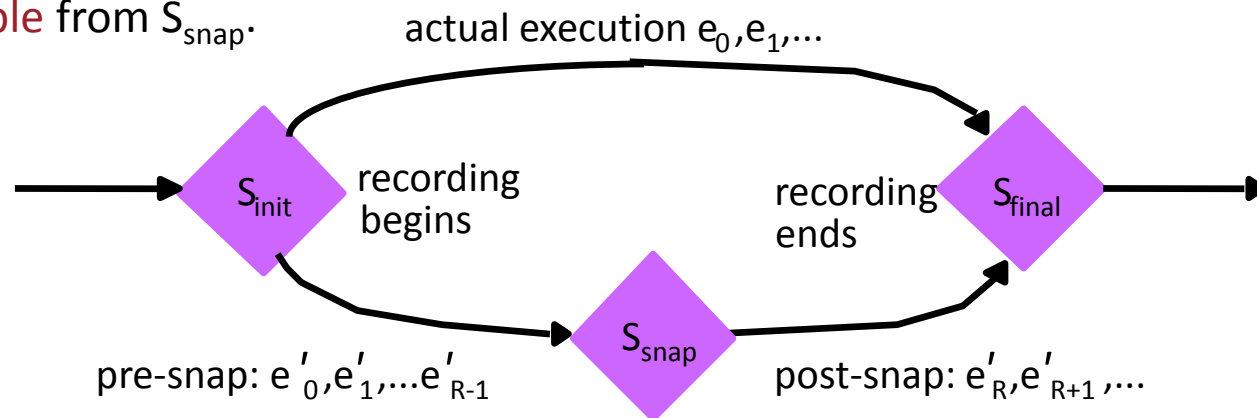 from S_snap.
actual execution e_0,e_1,...
S_init
recording
begins
recording
ends
S_final
S_snap
pre-snap: e'_0,e'_1,...e'_R-1
post-snap: e'_R,e'_R+1,...